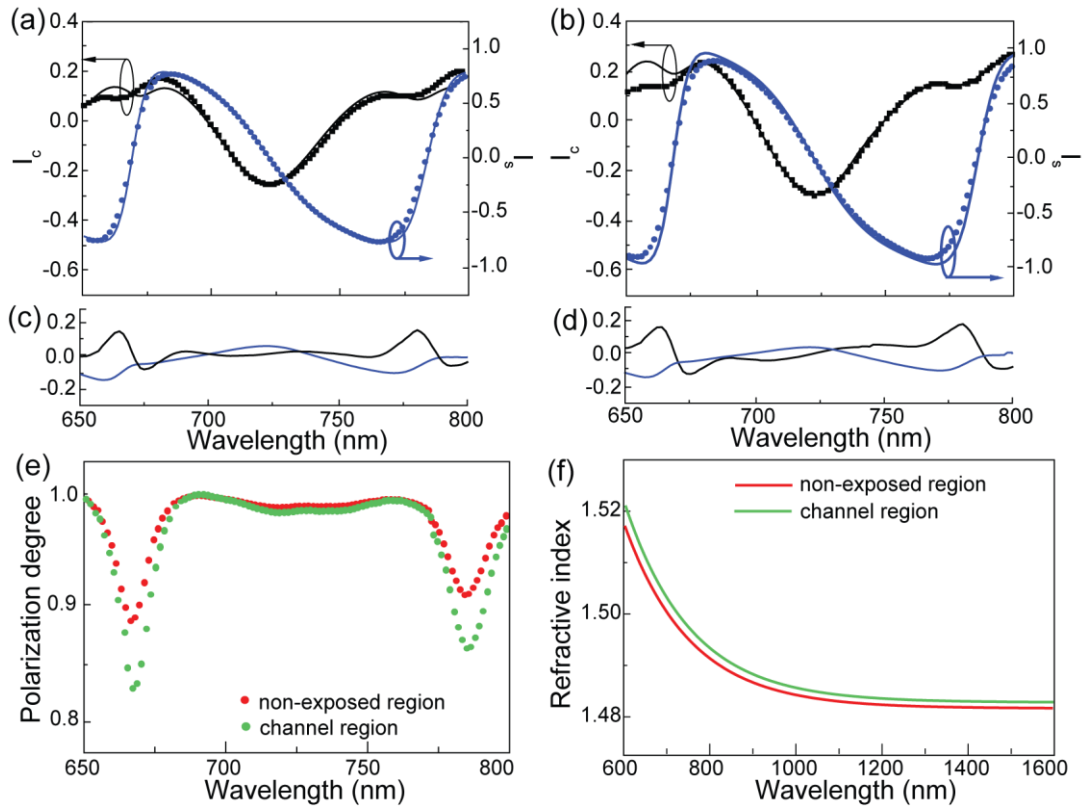 (a)
0.4
0.2
0.0
-0.2
-0.4
-0.6
I_c
1.0
0.5
0.0
-0.5
-1.0
I_s
(b)
0.4
0.2
0.0
-0.2
-0.4
-0.6
I_c
1.0
0.5
0.0
-0.5
-1.0
I_s
(c)
0.2
0.0
-0.2
650 700 750 800
Wavelength (nm)
(d)
0.2
0.0
-0.2
650 700 750 800
Wavelength (nm)
(e)
1.0
0.9
0.8
Polarization degree
non-exposed region
channel region
650 700 750 800
Wavelength (nm)
(f)
1.52
1.50
1.48
Refractive index
non-exposed region
channel region
600 800 1000 1200 1400 1600
Wavelength (nm)